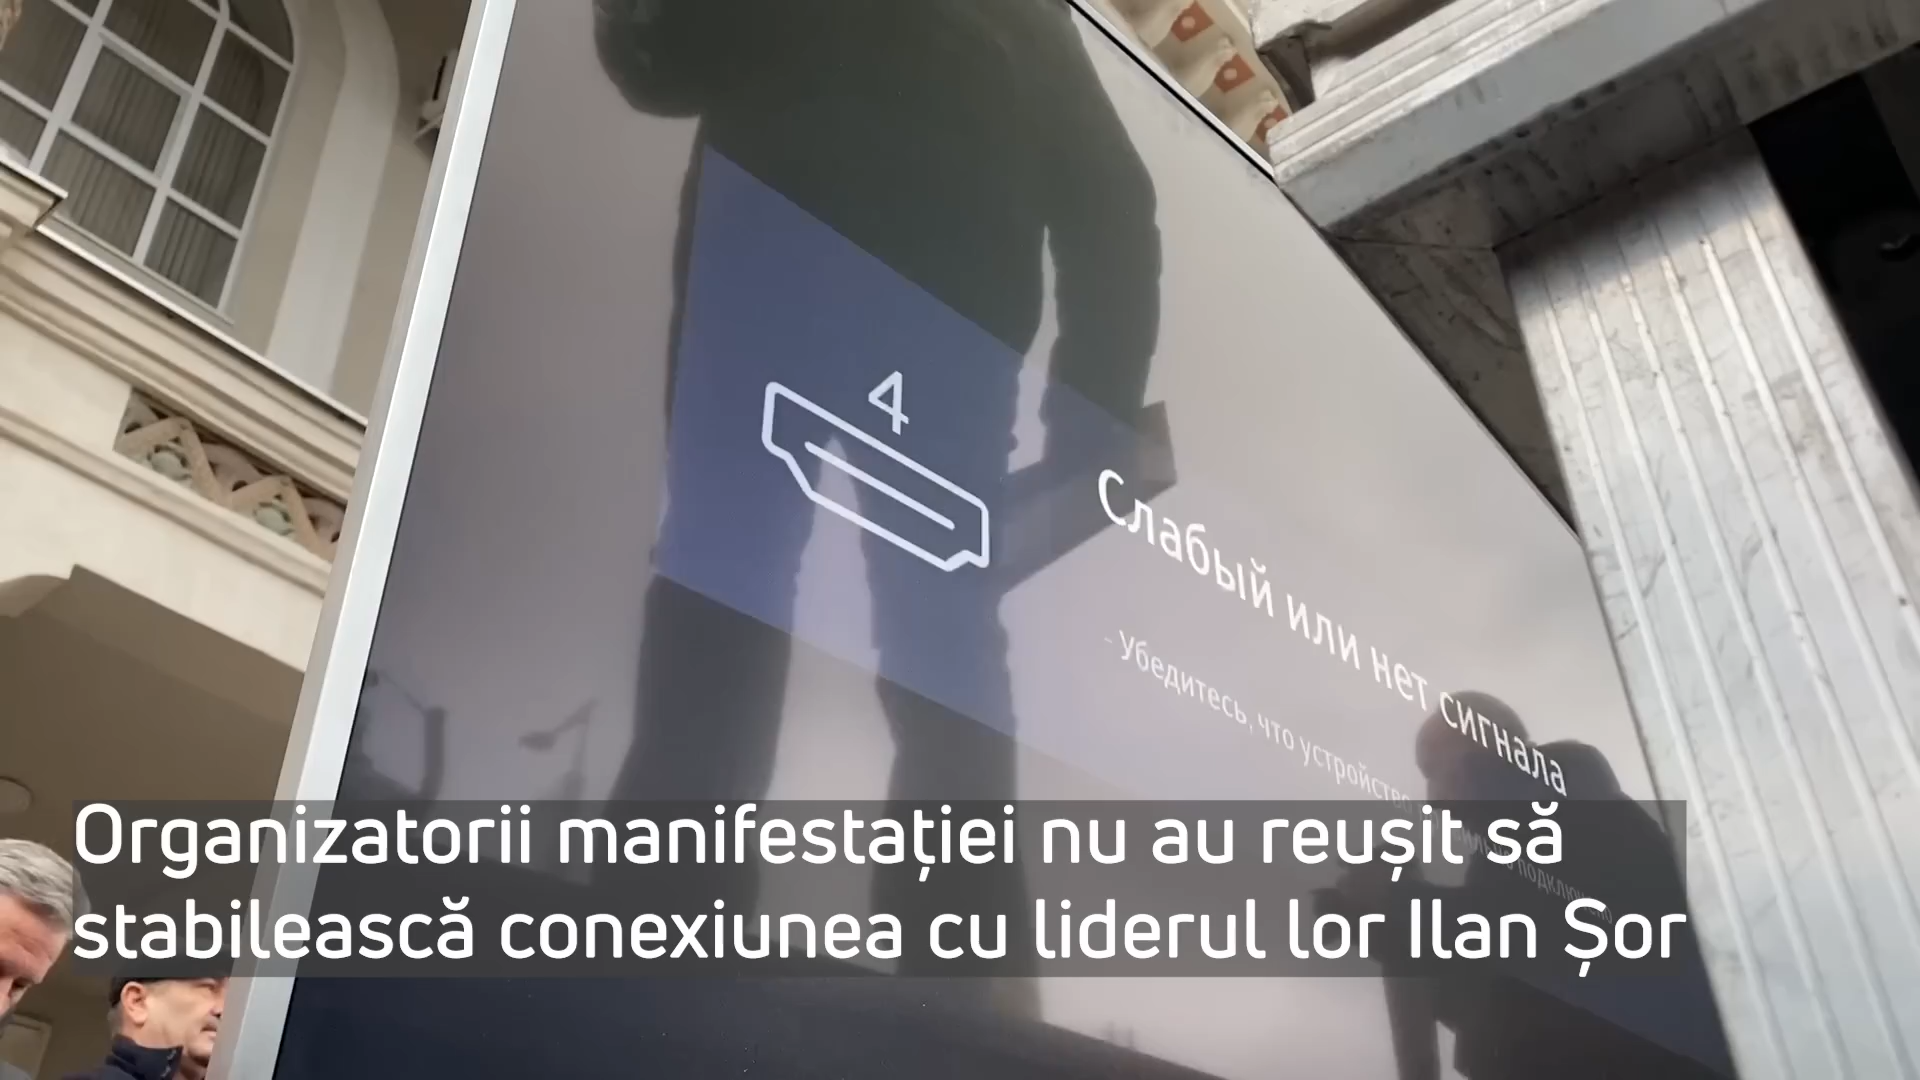 4
Слабый или нет сигнала
- Убедитесь, что устройство
подключено
Organizatorii manifestației nu au reușit să
stabilească conexiunea cu liderul lor Ilan Șor